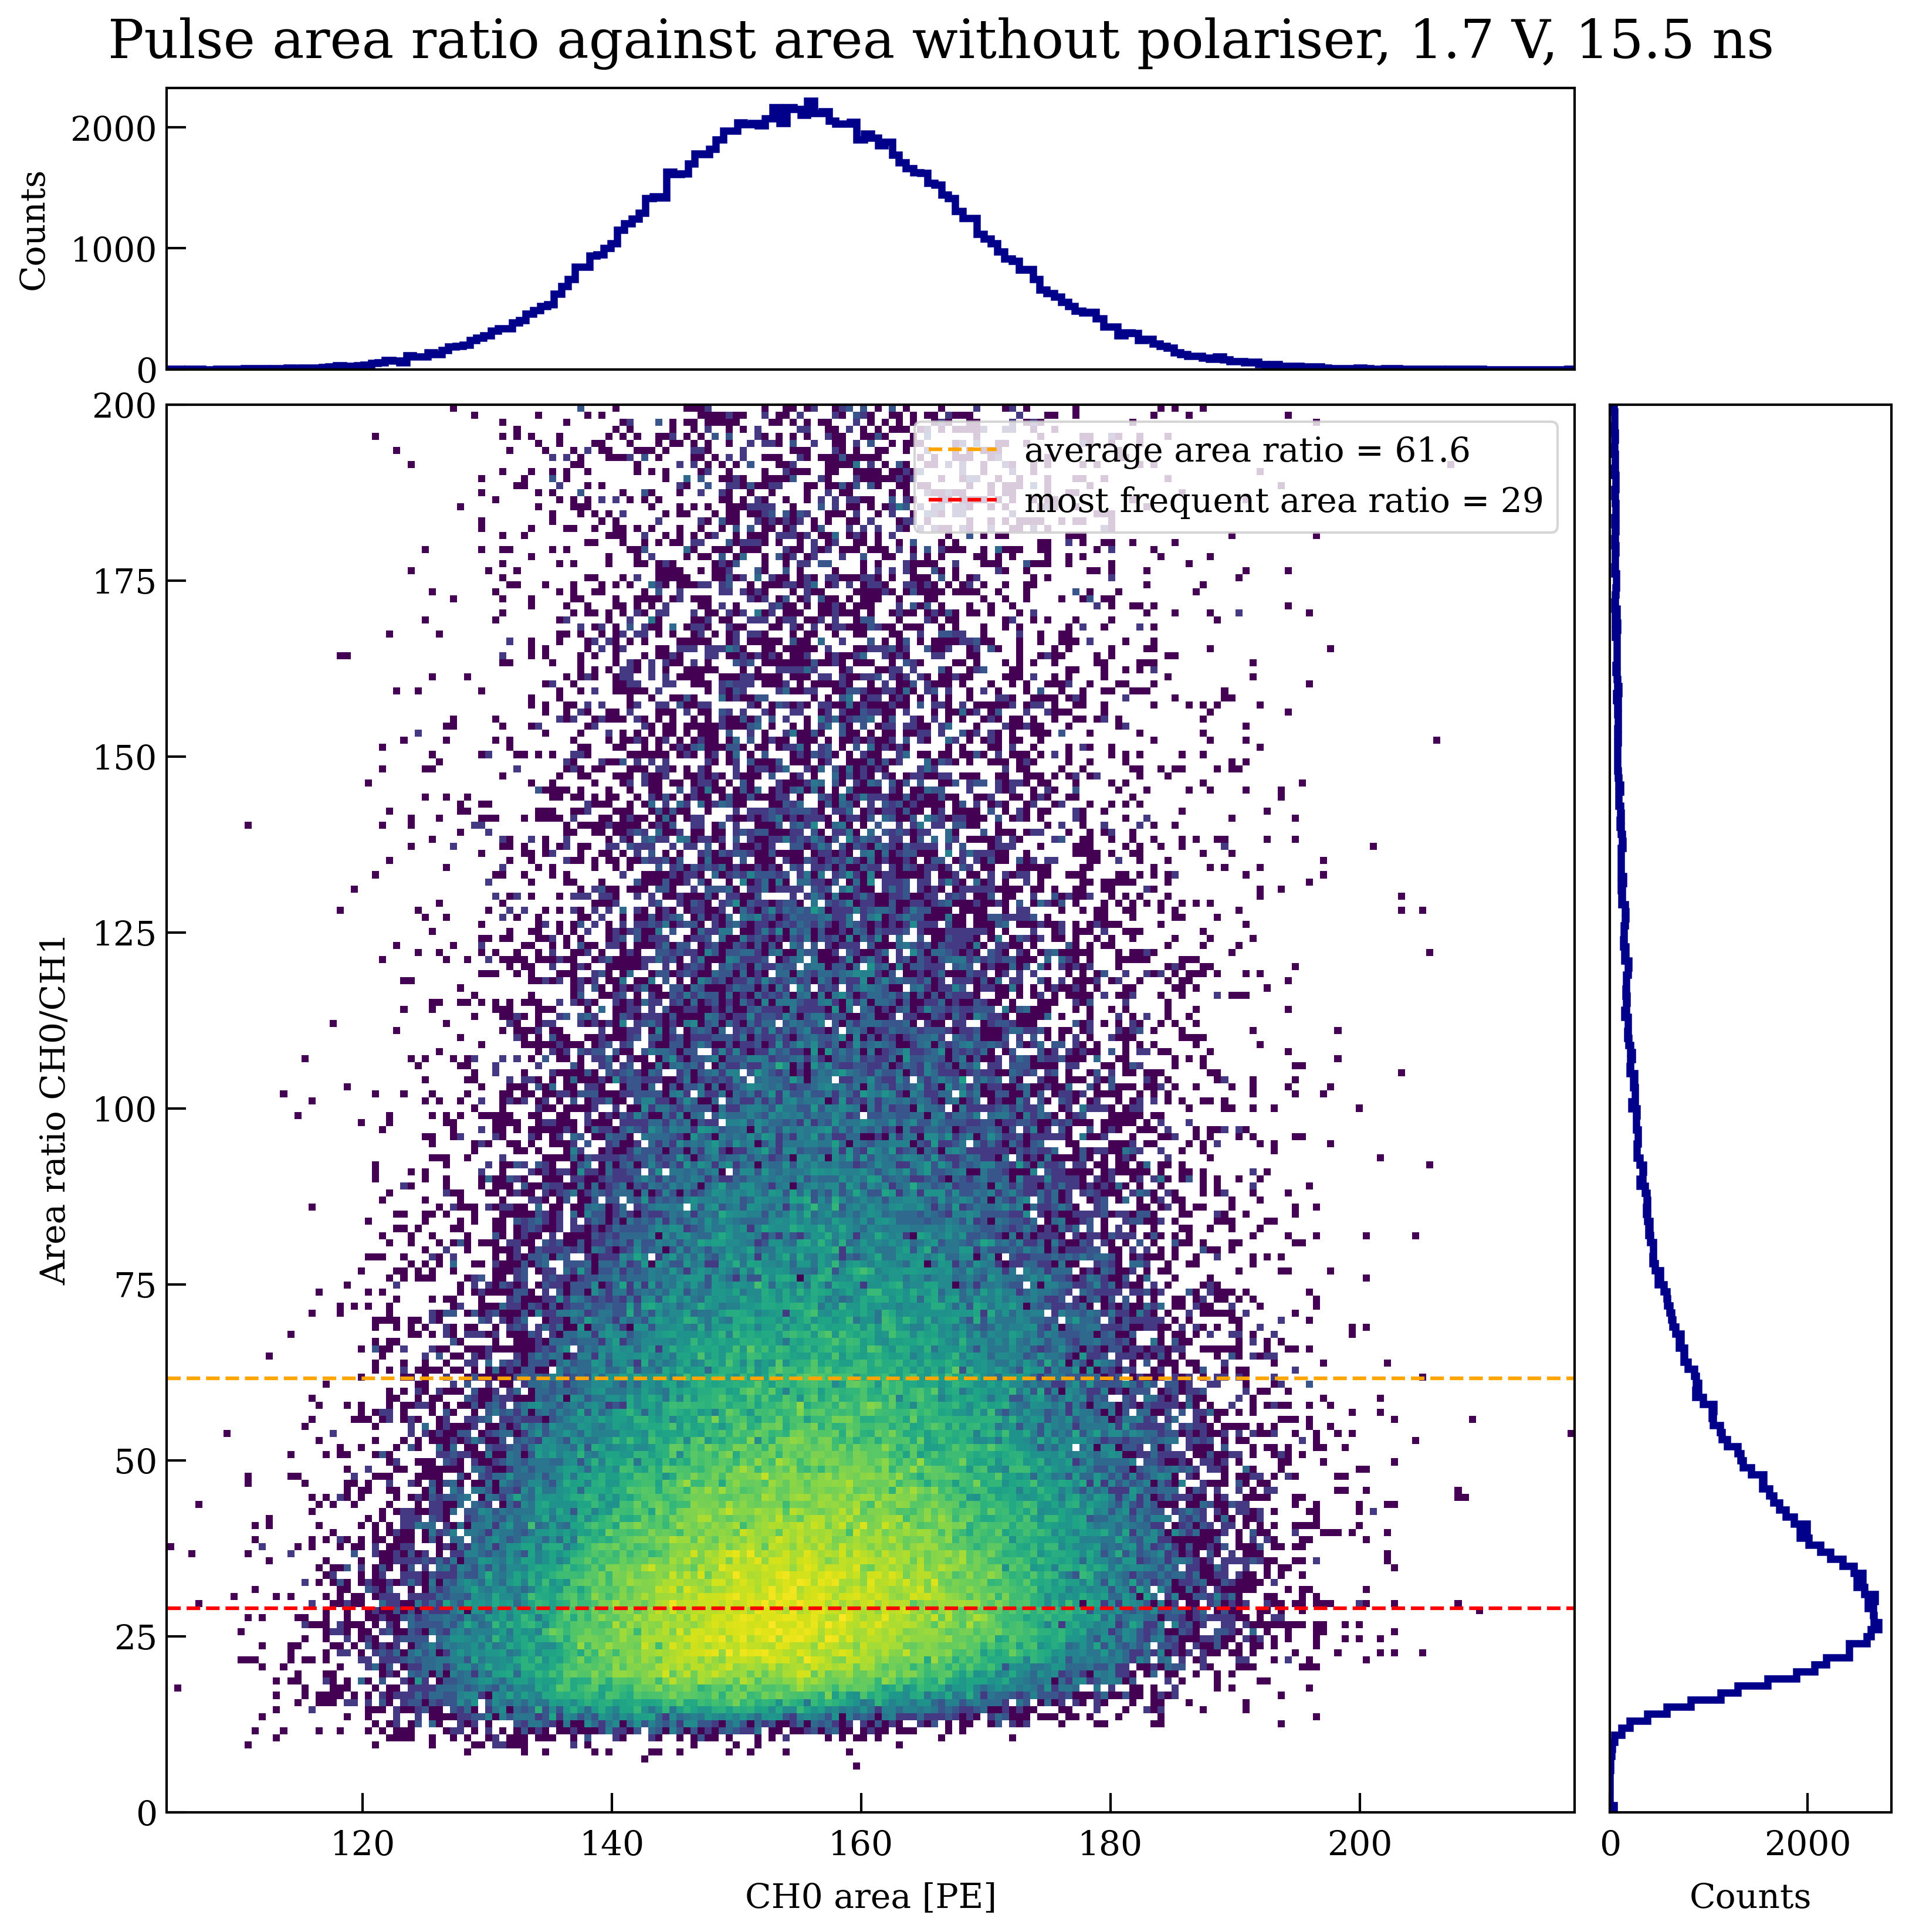 Pulse area ratio against area without polariser, 1.7 V, 15.5 ns
2000
1000
0
Counts
200
175
150
125
100
75
50
25
0
Area ratio CH0/CH1
average area ratio = 61.6
most frequent area ratio = 29
120 140 160 180 200
CH0 area [PE]
0 2000
Counts